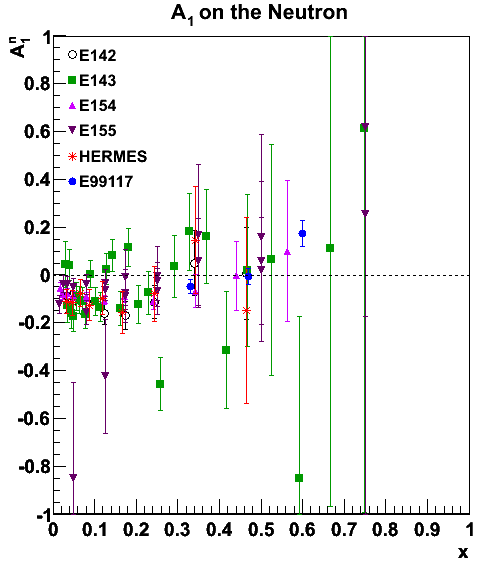 A₁ on the Neutron
A₁ⁿ
1
0.8
0.6
0.4
0.2
0
-0.2
-0.4
-0.6
-0.8
-1
E142
E143
E154
E155
HERMES
E99117
0 0.1 0.2 0.3 0.4 0.5 0.6 0.7 0.8 0.9 1
x